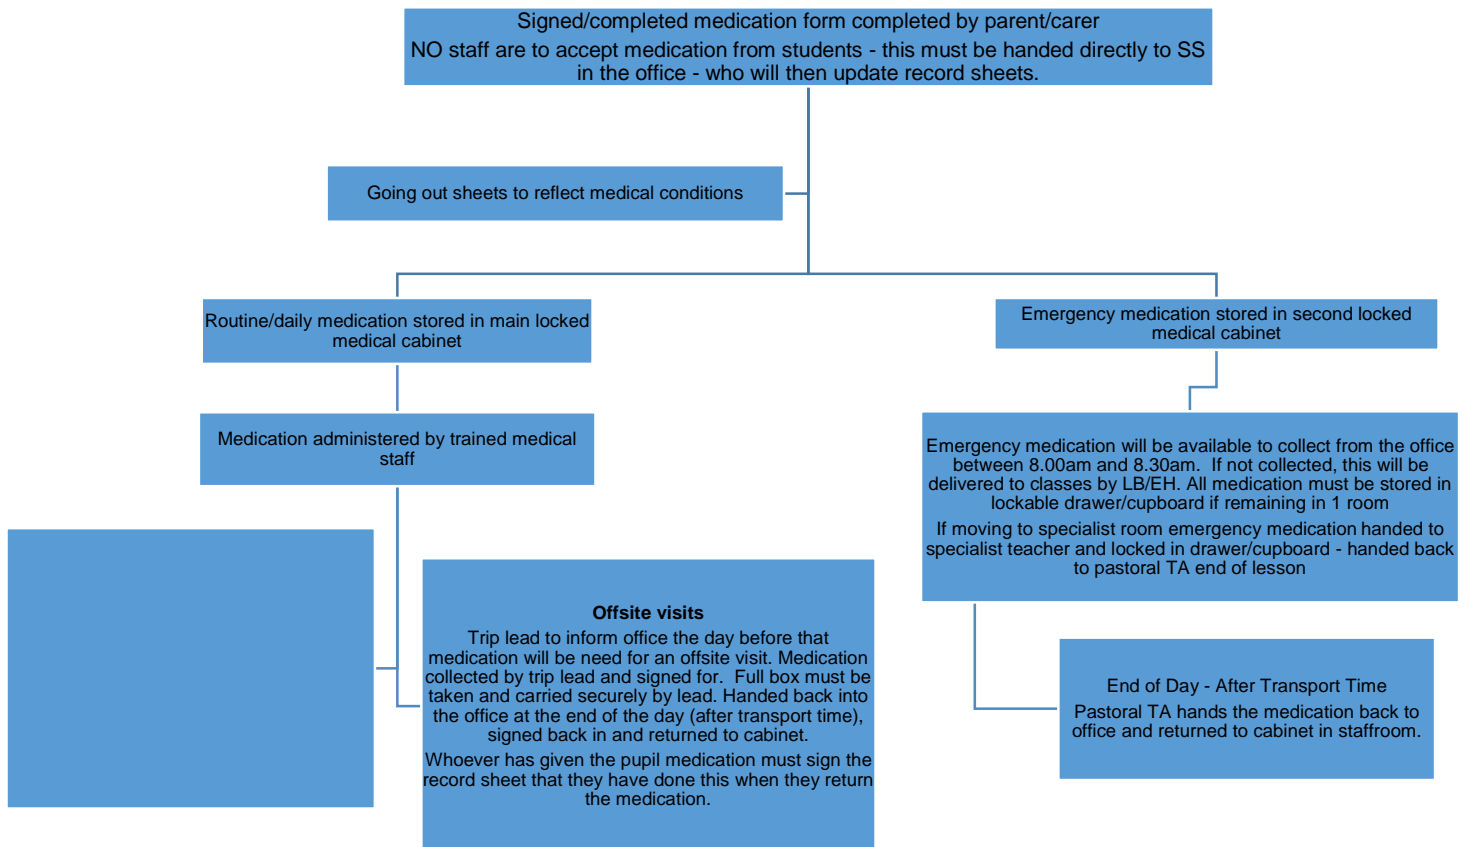 Signed/completed medication form completed by parent/carer
NO staff are to accept medication from students - this must be handed directly to SS
in the office - who will then update record sheets.
Going out sheets to reflect medical conditions
Routine/daily medication stored in main locked
medical cabinet
Emergency medication stored in second locked
medical cabinet
Medication administered by trained medical
staff
Emergency medication will be available to collect from the office
between 8.00am and 8.30am.  If not collected, this will be
delivered to classes by LB/EH. All medication must be stored in
lockable drawer/cupboard if remaining in 1 room
If moving to specialist room emergency medication handed to
specialist teacher and locked in drawer/cupboard - handed back
to pastoral TA end of lesson
Offsite visits
Trip lead to inform office the day before that
medication will be need for an offsite visit. Medication
collected by trip lead and signed for.  Full box must be
taken and carried securely by lead. Handed back into
the office at the end of the day (after transport time),
signed back in and returned to cabinet.
Whoever has given the pupil medication must sign the
record sheet that they have done this when they return
the medication.
End of Day - After Transport Time
Pastoral TA hands the medication back to
office and returned to cabinet in staffroom.